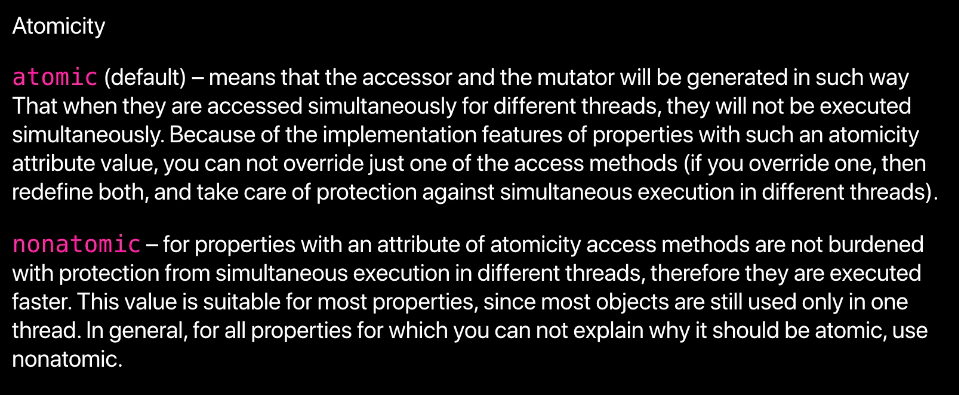 Atomicity
atomic (default) – means that the accessor and the mutator will be generated in such way
That when they are accessed simultaneously for different threads, they will not be executed
simultaneously. Because of the implementation features of properties with such an atomicity
attribute value, you can not override just one of the access methods (if you override one, then
redefine both, and take care of protection against simultaneous execution in different threads).
nonatomic – for properties with an attribute of atomicity access methods are not burdened
with protection from simultaneous execution in different threads, therefore they are executed
faster. This value is suitable for most properties, since most objects are still used only in one
thread. In general, for all properties for which you can not explain why it should be atomic, use
nonatomic.